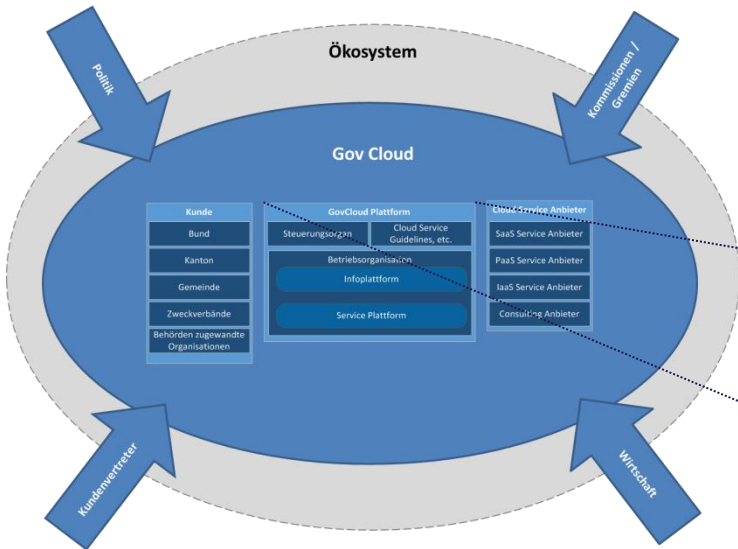 Ökosystem
Politik
Kommissionen /
Gremien
Gov Cloud
Kunde
Bund
Kanton
Gemeinde
Zweckverbände
Behörden zugewandte
Organisationen
GovCloud Plattform
Steuerungsorgan
Cloud Service
Guidelines, etc.
Betriebsorganisation
Infoplattform
Service Plattform
Cloud Service Anbieter
SaaS Service Anbieter
PaaS Service Anbieter
IaaS Service Anbieter
Consulting Anbieter
Kundenvertreter
Wirtschaft